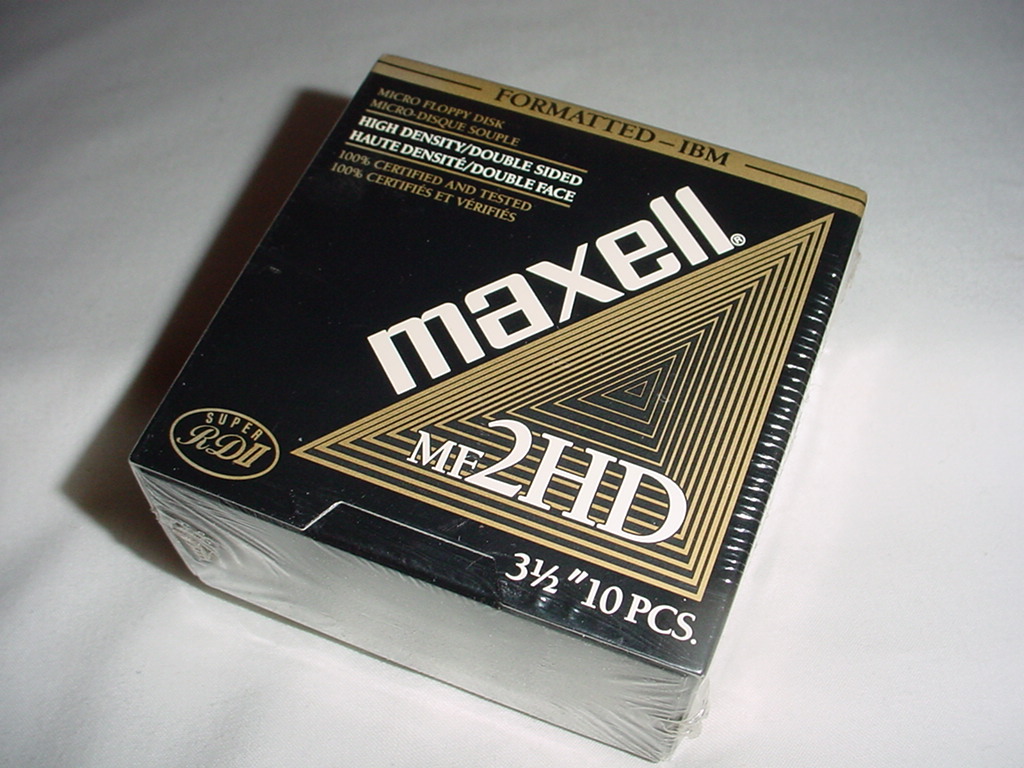 FORMATTED – IBM
MICRO FLOPPY DISK
MICRO-DISQUE SOUPLE
HIGH DENSITY/DOUBLE SIDED
HAUTE DENSITÉ/DOUBLE FACE
100% CERTIFIED AND TESTED
100% CERTIFIÉS ET VÉRIFIÉS
maxell®
SUPER
RDII
MF2HD
3½" 10 PCS.